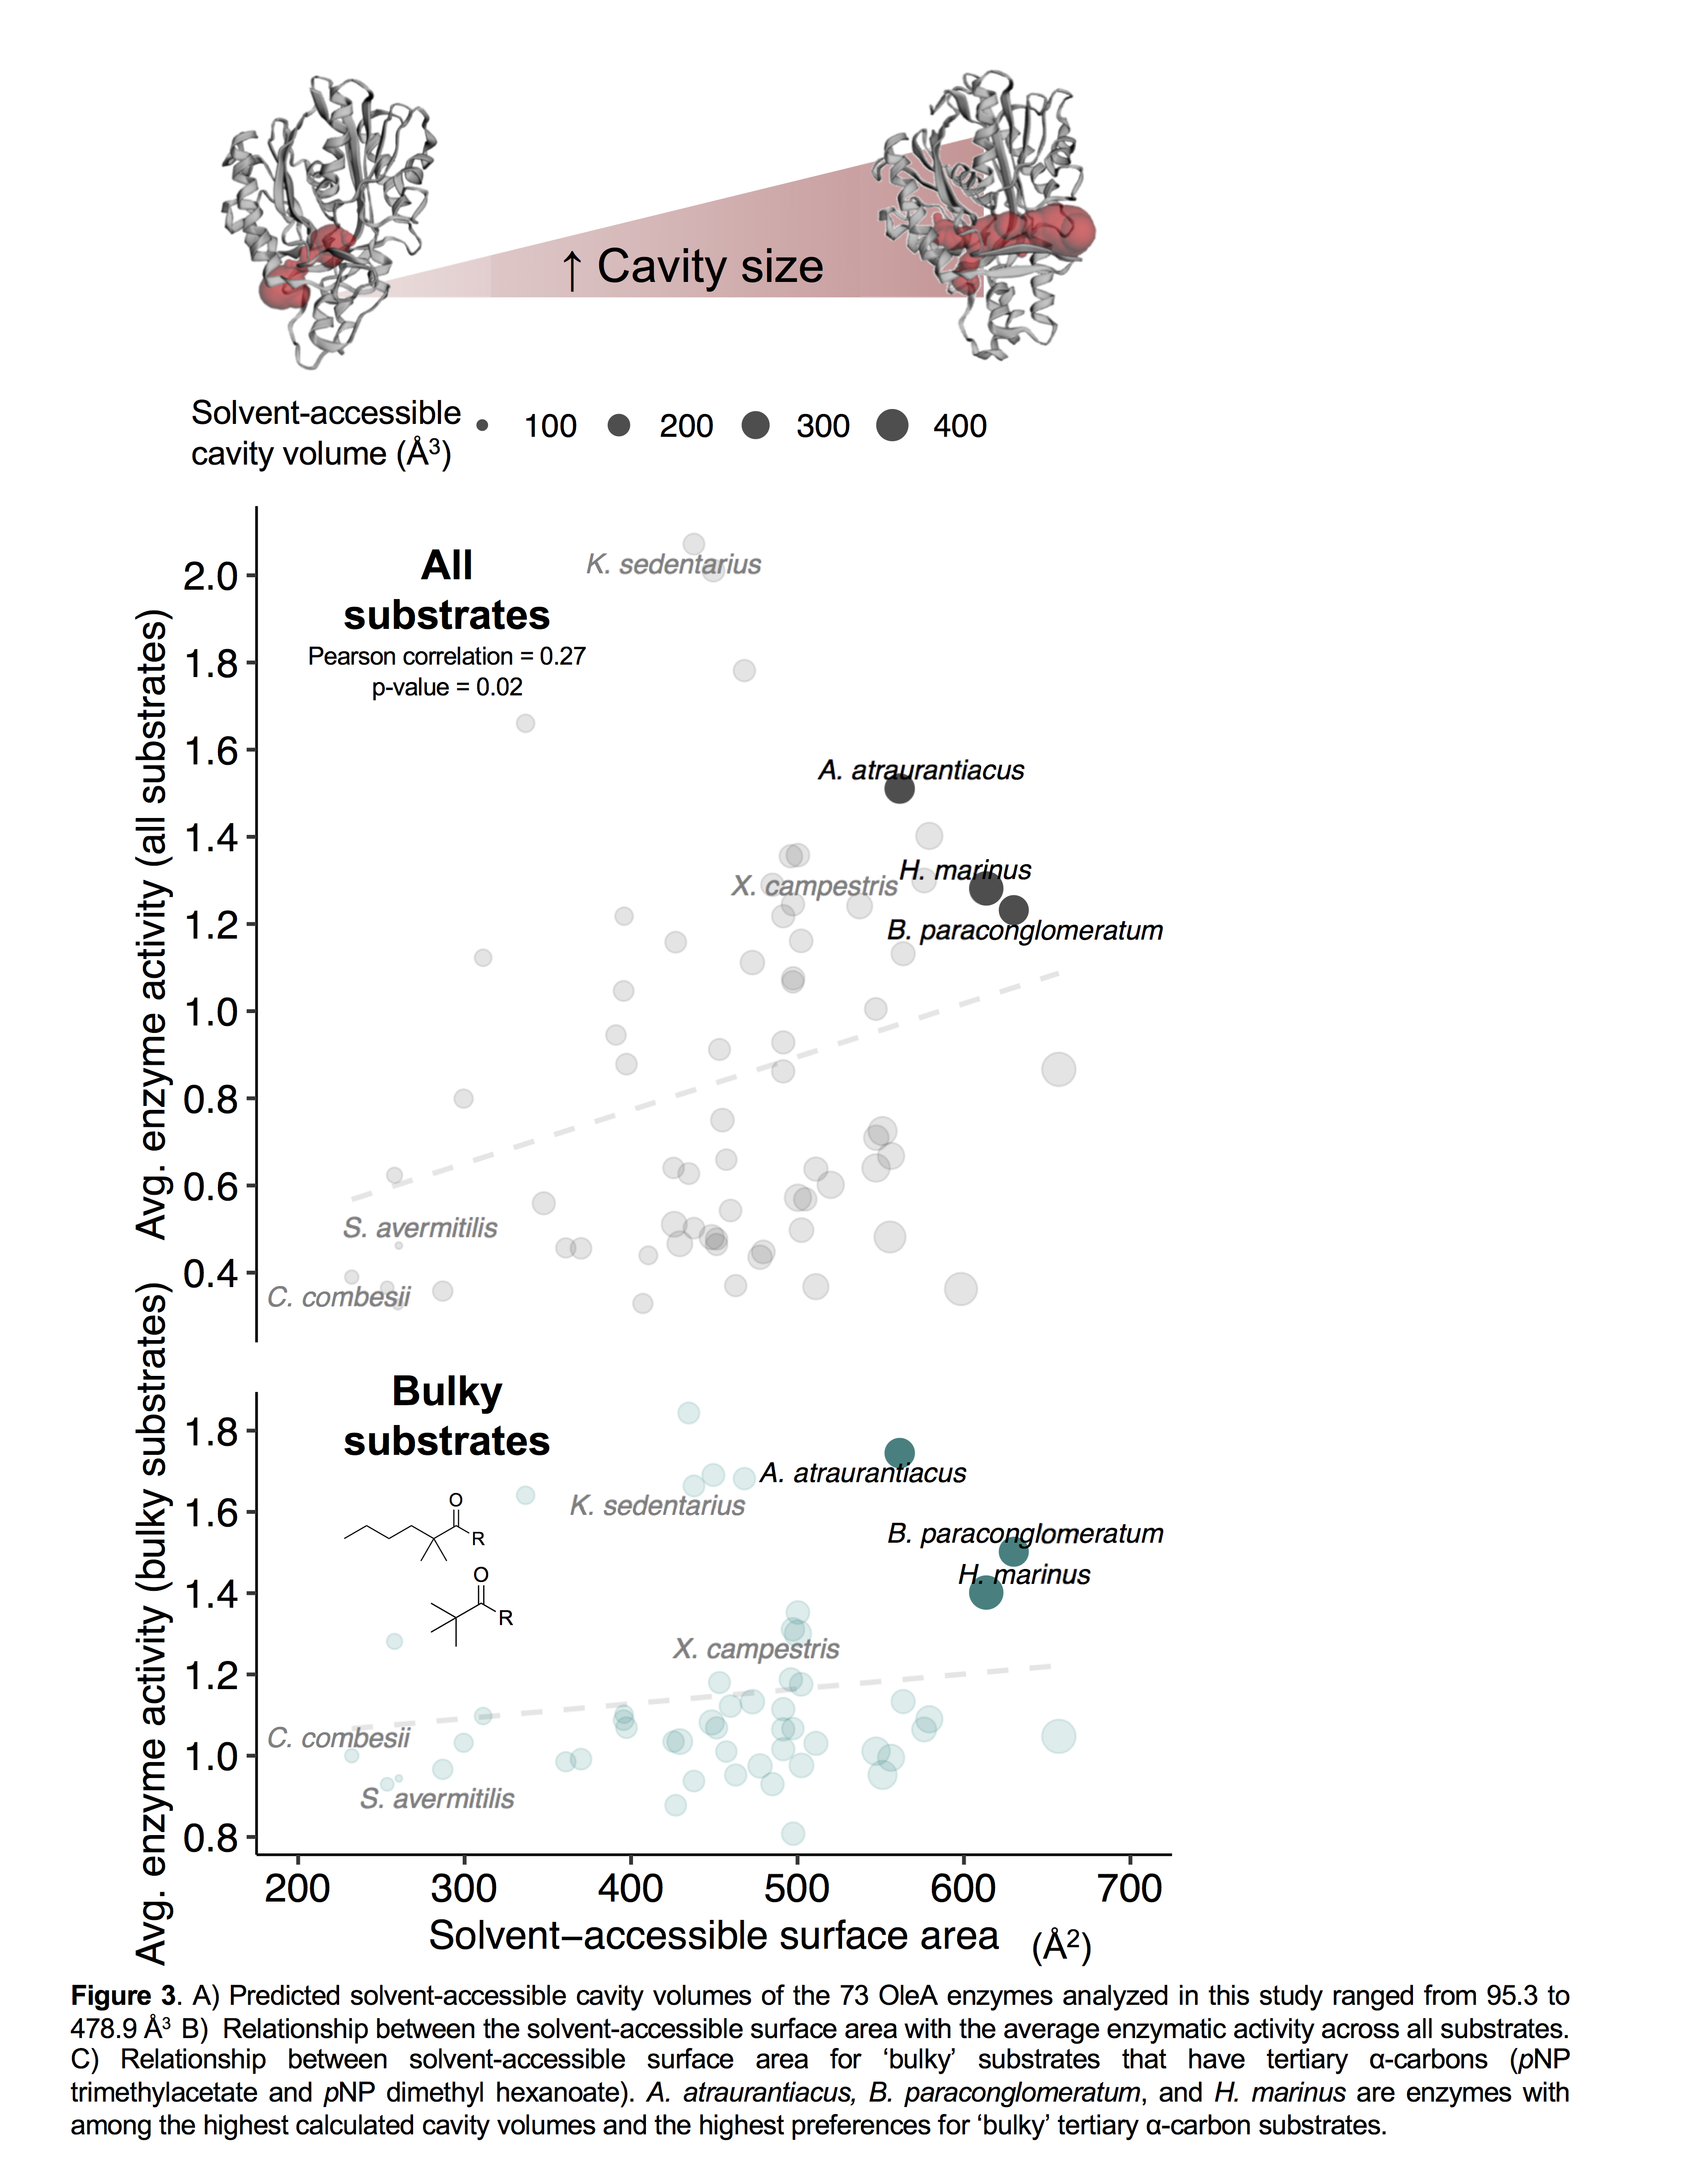 ↑ Cavity size
Solvent-accessible
cavity volume (Å³)
100 200 300 400
Avg. enzyme activity (all substrates)
2.0
1.8
1.6
1.4
1.2
1.0
0.8
0.6
0.4
All
substrates
Pearson correlation = 0.27
p-value = 0.02
K. sedentarius
A. atraurantiacus
H. marinus
X. campestris
B. paraconglomeratum
S. avermitilis
C. combesii
Avg. enzyme activity (bulky substrates)
1.8
1.6
1.4
1.2
1.0
0.8
Bulky
substrates
O
R
O
R
A. atraurantiacus
K. sedentarius
B. paraconglomeratum
H. marinus
X. campestris
C. combesii
S. avermitilis
200 300 400 500 600 700
Solvent−accessible surface area (Å²)
Figure 3. A) Predicted solvent-accessible cavity volumes of the 73 OleA enzymes analyzed in this study ranged from 95.3 to
478.9 Å³ B) Relationship between the solvent-accessible surface area with the average enzymatic activity across all substrates.
C) Relationship between solvent-accessible surface area for ‘bulky’ substrates that have tertiary α-carbons (pNP
trimethylacetate and pNP dimethyl hexanoate). A. atraurantiacus, B. paraconglomeratum, and H. marinus are enzymes with
among the highest calculated cavity volumes and the highest preferences for ‘bulky’ tertiary α-carbon substrates.